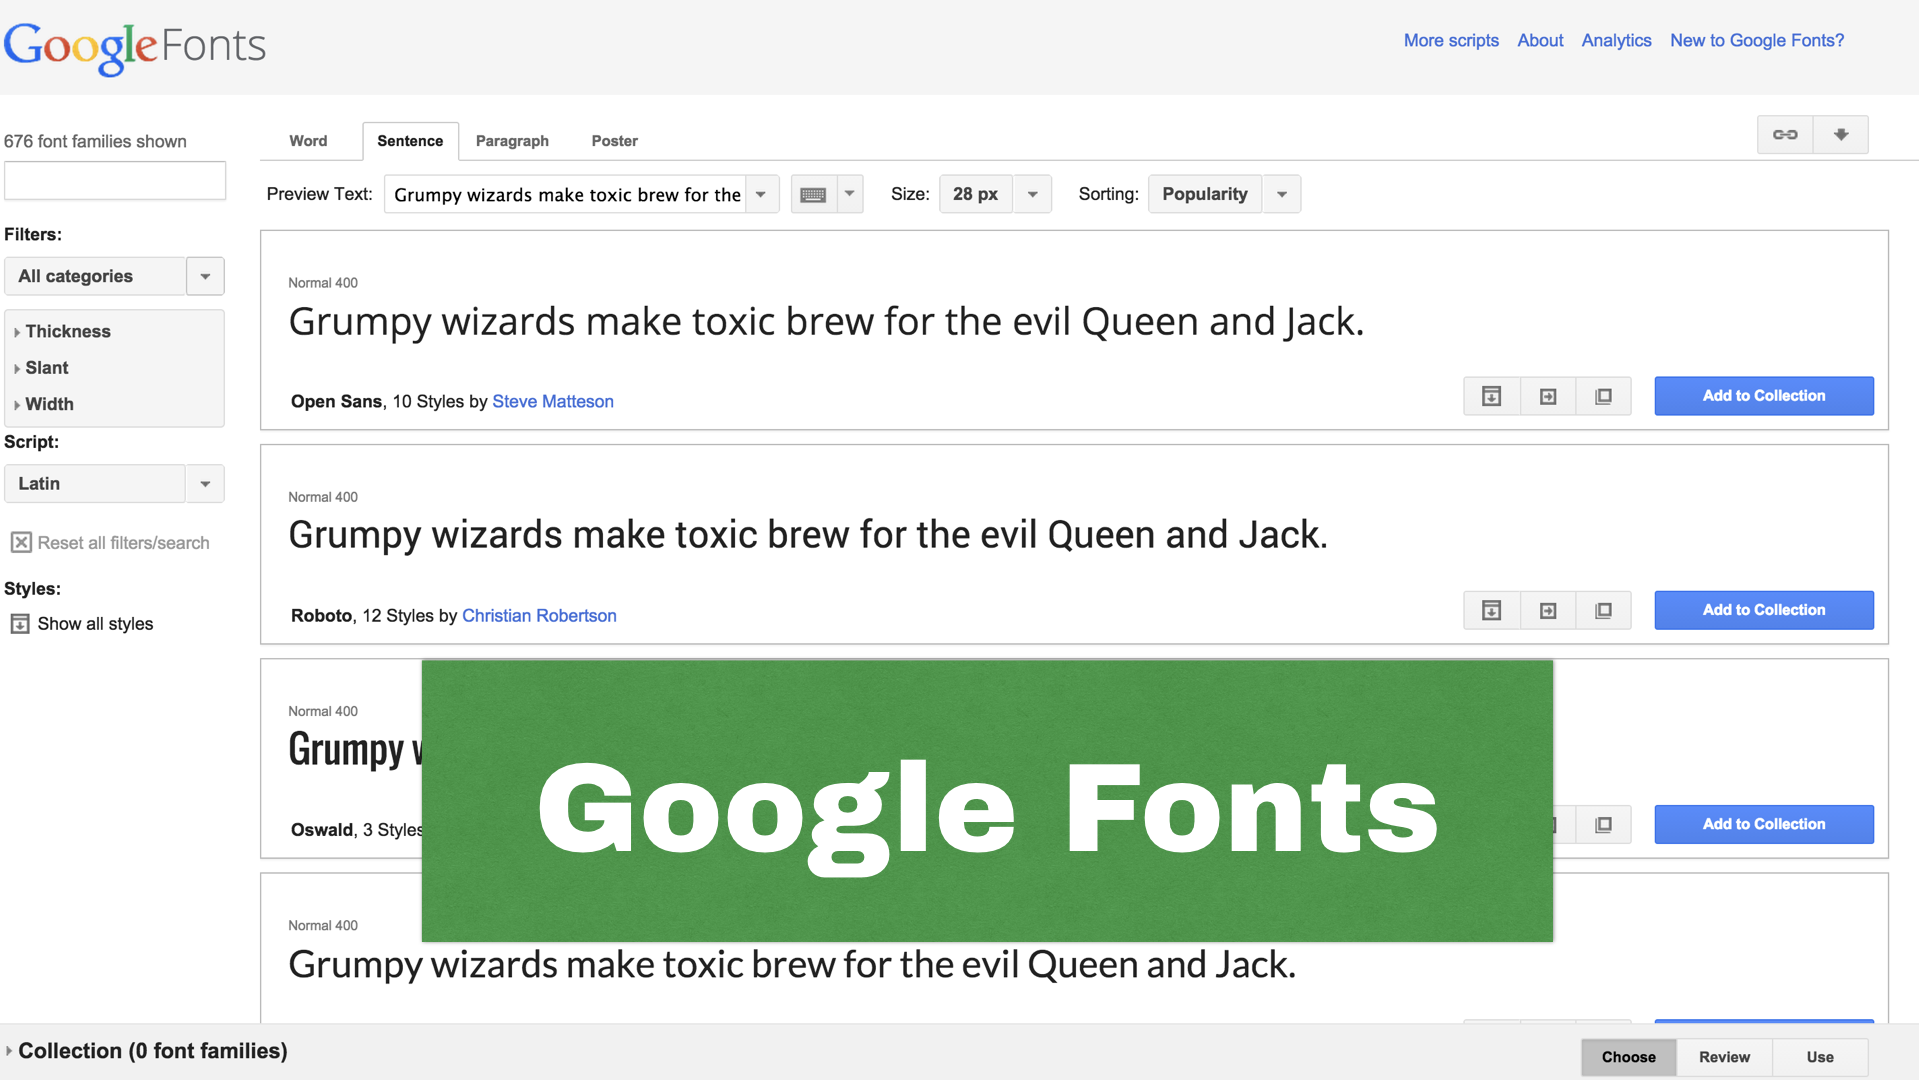 Google Fonts
More scripts About Analytics New to Google Fonts?
676 font families shown
Word Sentence Paragraph Poster
Preview Text: Grumpy wizards make toxic brew for the Size: 28 px Sorting: Popularity
Filters:
All categories
Thickness
Slant
Width
Script:
Latin
Reset all filters/search
Styles:
Show all styles
Normal 400
Grumpy wizards make toxic brew for the evil Queen and Jack.
Open Sans, 10 Styles by Steve Matteson
Add to Collection
Normal 400
Grumpy wizards make toxic brew for the evil Queen and Jack.
Roboto, 12 Styles by Christian Robertson
Add to Collection
Normal 400
Grumpy
Oswald, 3 Styles
Add to Collection
Google Fonts
Normal 400
Grumpy wizards make toxic brew for the evil Queen and Jack.
Collection (0 font families)
Choose Review Use